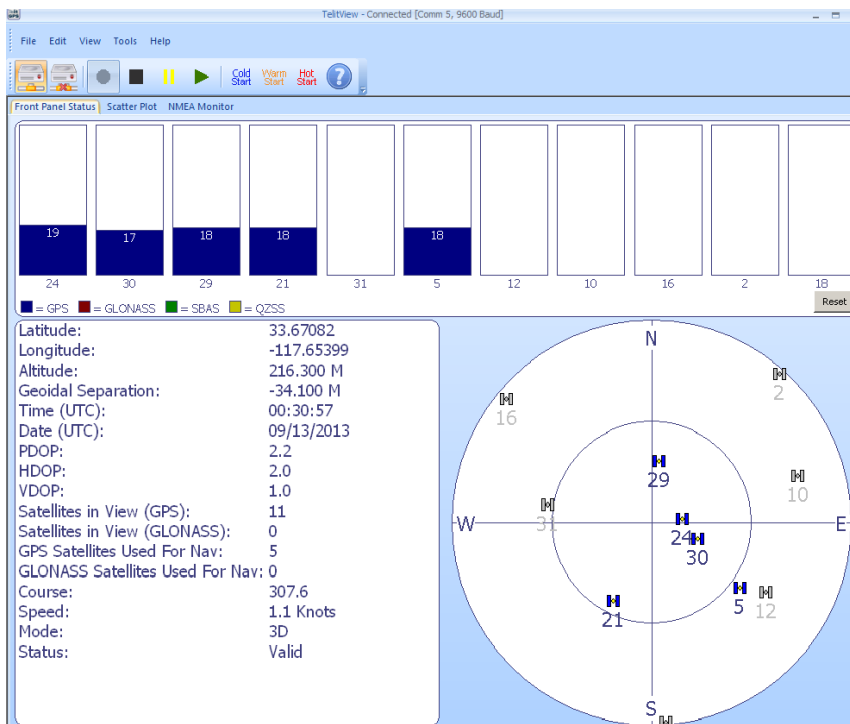 TelitView - Connected [Comm 5, 9600 Baud]
File Edit View Tools Help
Cold Start Warm Start Hot Start ?
Front Panel Status Scatter Plot NMEA Monitor
19 17 18 18 18
24 30 29 21 31 5 12 10 16 2 18
= GPS = GLONASS = SBAS = QZSS
Reset
Latitude: 33.67082
Longitude: -117.65399
Altitude: 216.300 M
Geoidal Separation: -34.100 M
Time (UTC): 00:30:57
Date (UTC): 09/13/2013
PDOP: 2.2
HDOP: 2.0
VDOP: 1.0
Satellites in View (GPS): 11
Satellites in View (GLONASS): 0
GPS Satellites Used For Nav: 5
GLONASS Satellites Used For Nav: 0
Course: 307.6
Speed: 1.1 Knots
Mode: 3D
Status: Valid
N
2
16
29
10
31
W E
24
30
5 12
21
S